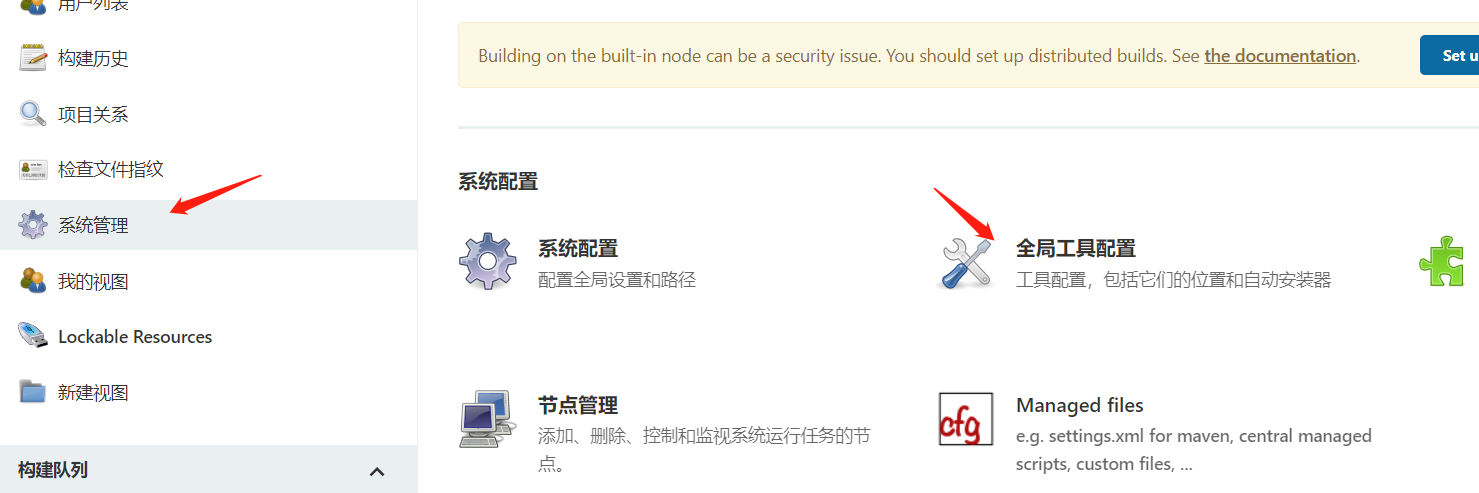 用户列表
构建历史
项目关系
检查文件指纹
系统管理
我的视图
Lockable Resources
新建视图
构建队列
Building on the built-in node can be a security issue. You should set up distributed builds. See the documentation.
Set u
系统配置
系统配置
配置全局设置和路径
全局工具配置
工具配置，包括它们的位置和自动安装器
节点管理
添加、删除、控制和监视系统运行任务的节
点。
cfg
Managed files
e.g. settings.xml for maven, central managed
scripts, custom files, ...